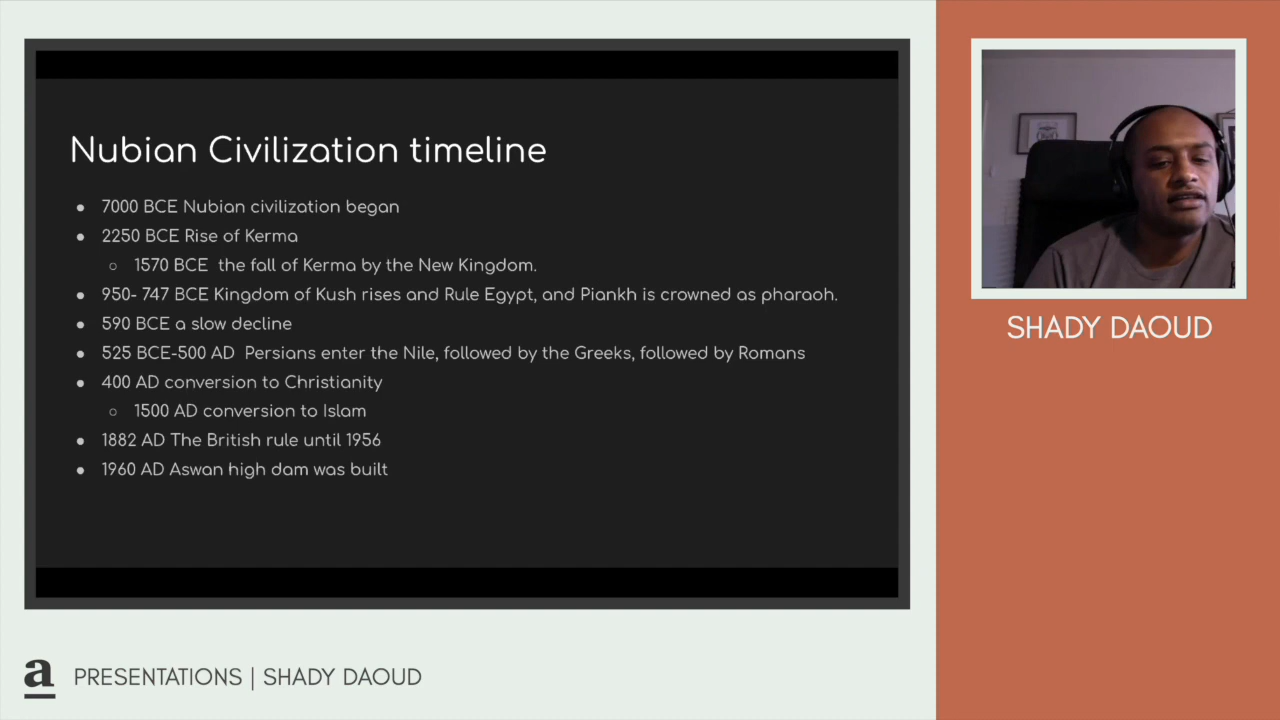 Nubian Civilization timeline
● 7000 BCE Nubian civilization began
● 2250 BCE Rise of Kerma
○ 1570 BCE the fall of Kerma by the New Kingdom.
● 950- 747 BCE Kingdom of Kush rises and Rule Egypt, and Piankh is crowned as pharaoh.
● 590 BCE a slow decline
● 525 BCE-500 AD Persians enter the Nile, followed by the Greeks, followed by Romans
● 400 AD conversion to Christianity
○ 1500 AD conversion to Islam
● 1882 AD The British rule until 1956
● 1960 AD Aswan high dam was built
SHADY DAOUD
a PRESENTATIONS | SHADY DAOUD